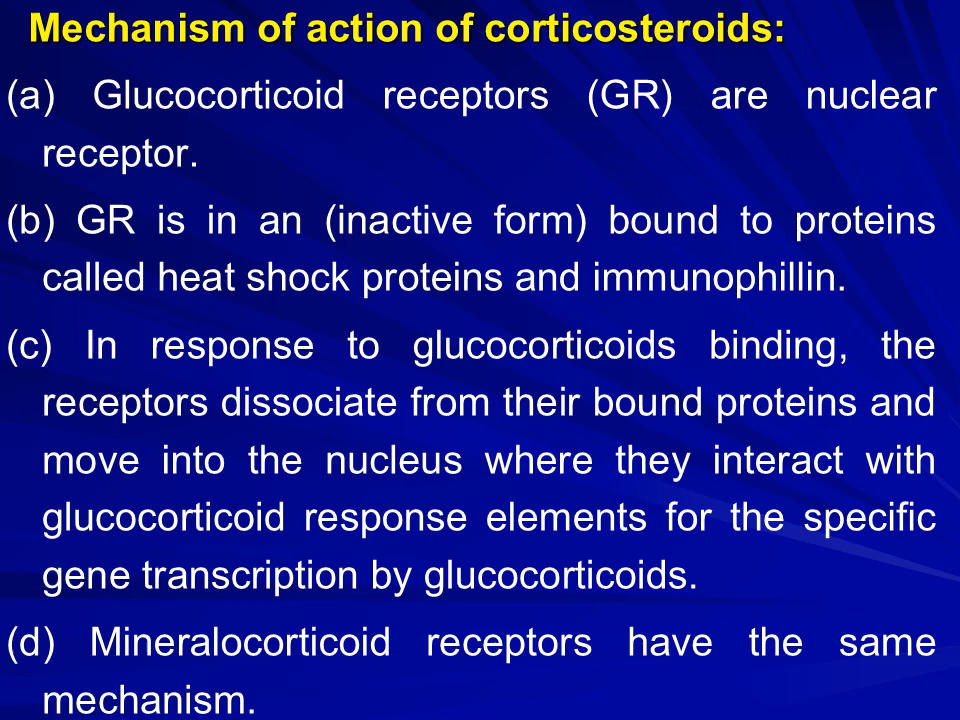 Mechanism of action of corticosteroids:
(a) Glucocorticoid receptors (GR) are nuclear
receptor.
(b) GR is in an (inactive form) bound to proteins
called heat shock proteins and immunophillin.
(c) In response to glucocorticoids binding, the
receptors dissociate from their bound proteins and
move into the nucleus where they interact with
glucocorticoid response elements for the specific
gene transcription by glucocorticoids.
(d) Mineralocorticoid receptors have the same
mechanism.